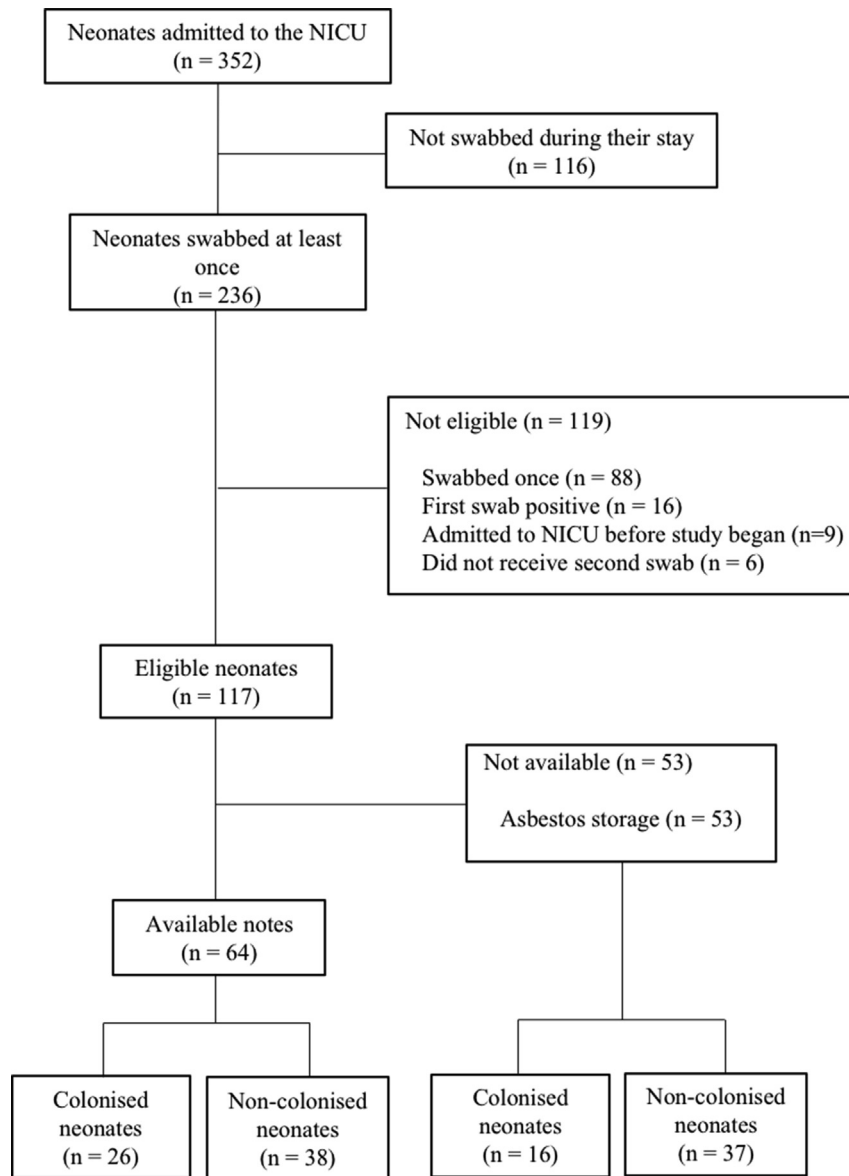 Neonates admitted to the NICU
(n = 352)
Not swabbed during their stay
(n = 116)
Neonates swabbed at least
once
(n = 236)
Not eligible (n = 119)
Swabbed once (n = 88)
First swab positive (n = 16)
Admitted to NICU before study began (n=9)
Did not receive second swab (n = 6)
Eligible neonates
(n = 117)
Not available (n = 53)
Asbestos storage (n = 53)
Available notes
(n = 64)
Colonised
neonates
(n = 26)
Non-colonised
neonates
(n = 38)
Colonised
neonates
(n = 16)
Non-colonised
neonates
(n = 37)